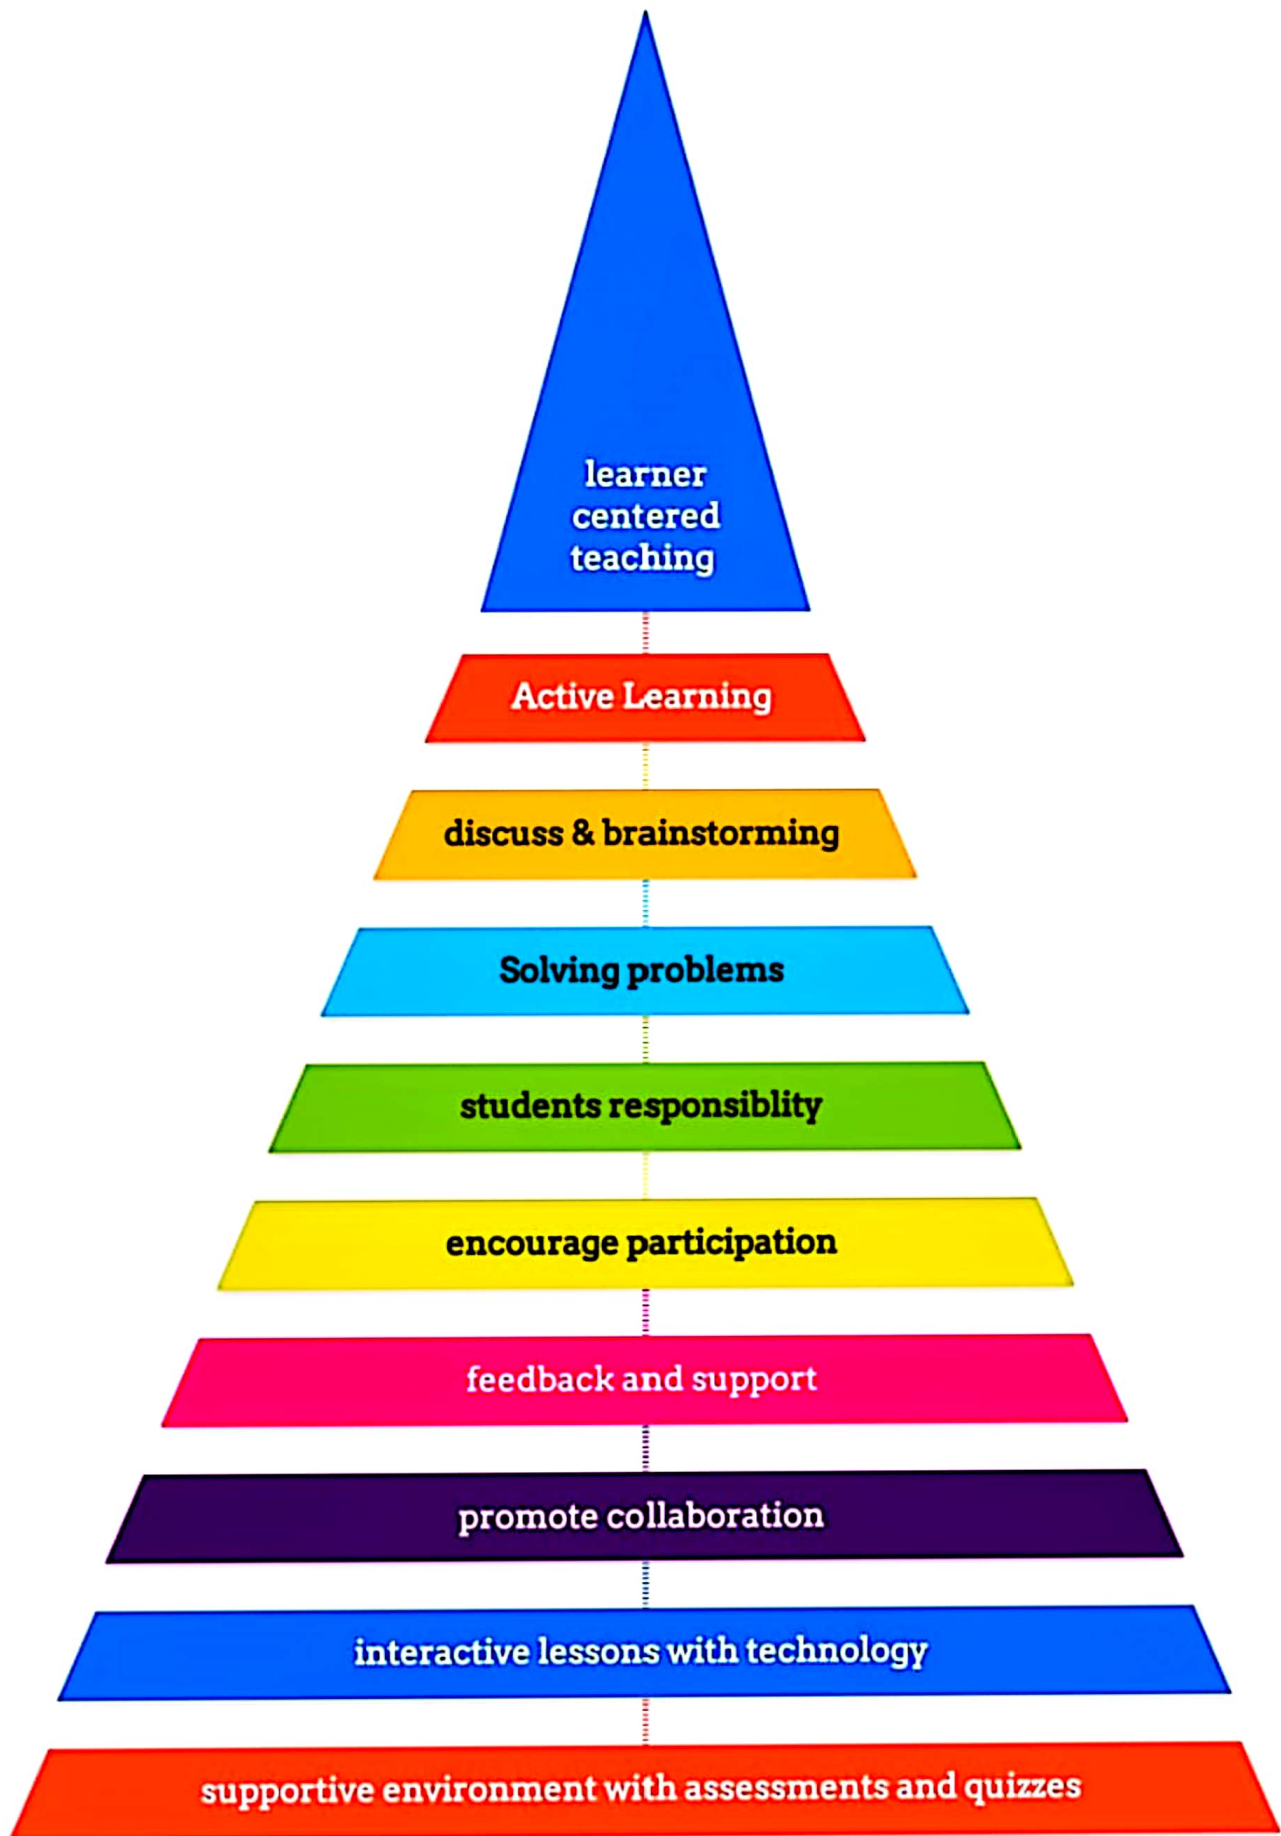 learner
centered
teaching
Active Learning
discuss & brainstorming
Solving problems
students responsiblity
encourage participation
feedback and support
promote collaboration
interactive lessons with technology
supportive environment with assessments and quizzes